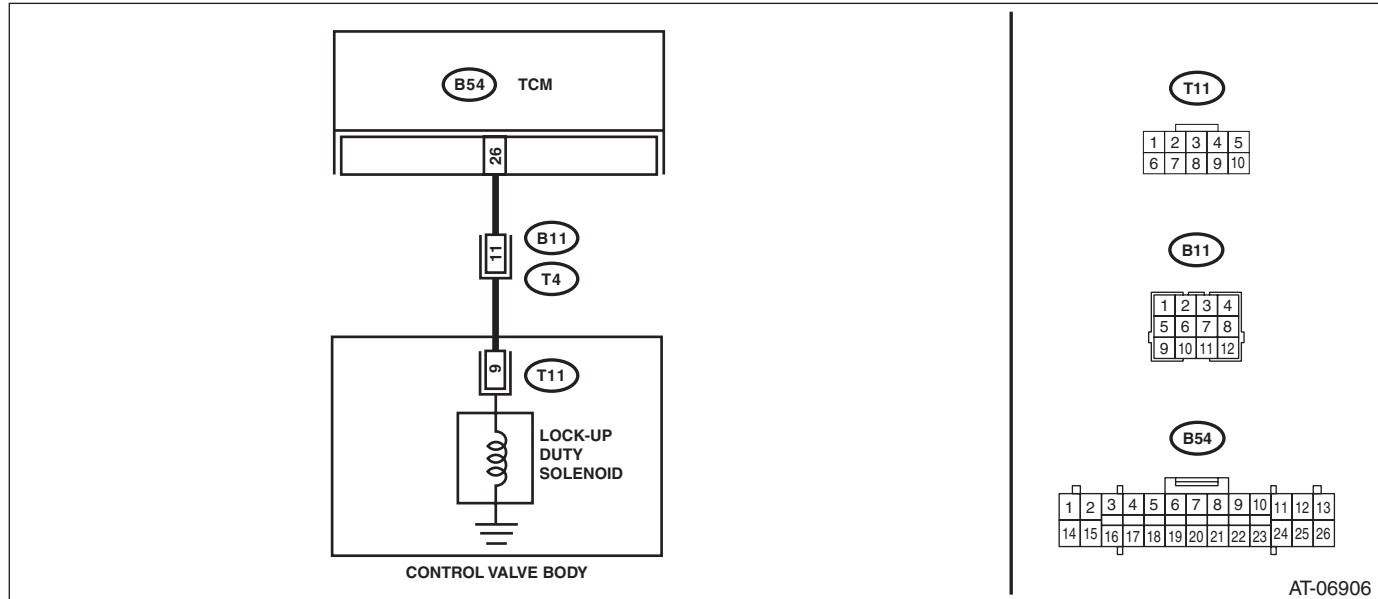 B54 TCM
26
11
B11
T4
9
T11
LOCK-UP
DUTY
SOLENOID
CONTROL VALVE BODY
T11
1 2 3 4 5
6 7 8 9 10
B11
1 2 3 4
5 6 7 8
9 10 11 12
B54
1 2 3 4 5 6 7 8 9 10 11 12 13
14 15 16 17 18 19 20 21 22 23 24 25 26
AT-06906